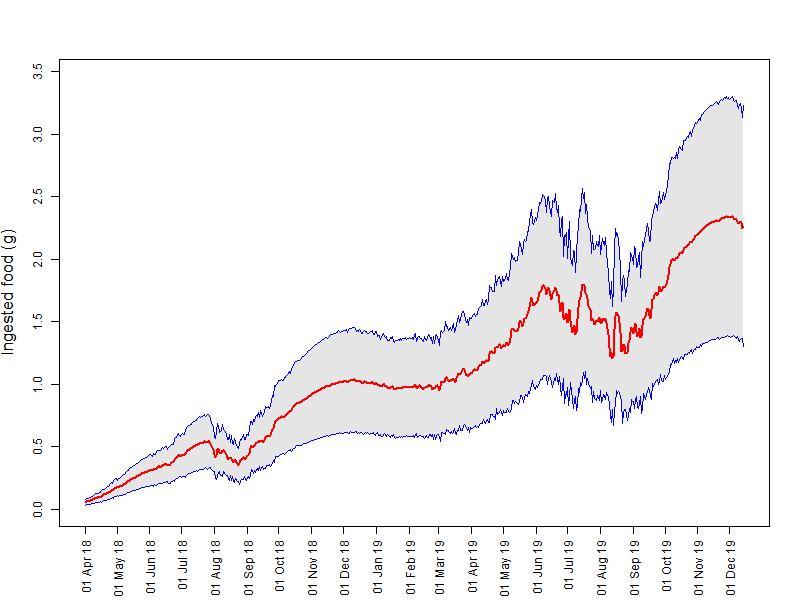 Ingested food (g)
3.5
3.0
2.5
2.0
1.5
1.0
0.5
0.0
01 Apr 18
01 May 18
01 Jun 18
01 Jul 18
01 Aug 18
01 Sep 18
01 Oct 18
01 Nov 18
01 Dec 18
01 Jan 19
01 Feb 19
01 Mar 19
01 Apr 19
01 May 19
01 Jun 19
01 Jul 19
01 Aug 19
01 Sep 19
01 Oct 19
01 Nov 19
01 Dec 19